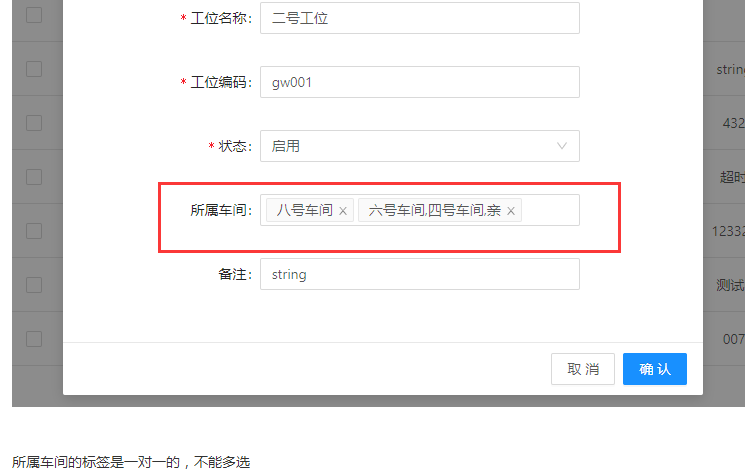 * 工位名称: 二号工位
strin
* 工位编码: gw001
432
* 状态: 启用
超时
所属车间: 八号车间 x 六号车间,四号车间,亲 x
12332
备注: string
测试
007
取 消 确 认
所属车间的标签是一对一的，不能多选